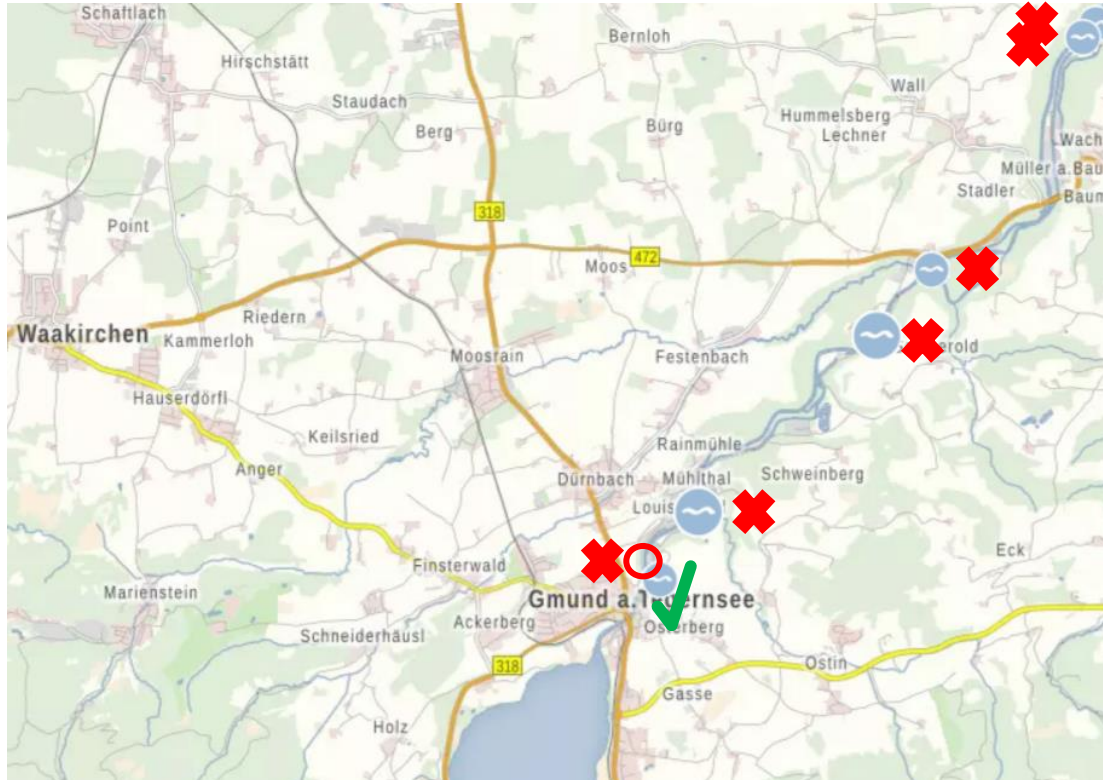 Schaftlach
Bernloh
Hirschstätt
Wall
Staudach
Hummelsberg
Lechner
Berg
Bürg
Müller a.Bau
Stadler
Point
318
Moos
472
Waakirchen
Riedern
Kammerloh
Moosrain
Festenbach
Hauserdörfl
Keilsried
Rainmühle
Anger
Dürnbach
Mühlthal
Schweinberg
Finsterwald
Eck
Marienstein
Gmund a.Tegernsee
Ackerberg
Osterberg
Schneiderhäusl
318
Ostin
Gasse
Holz